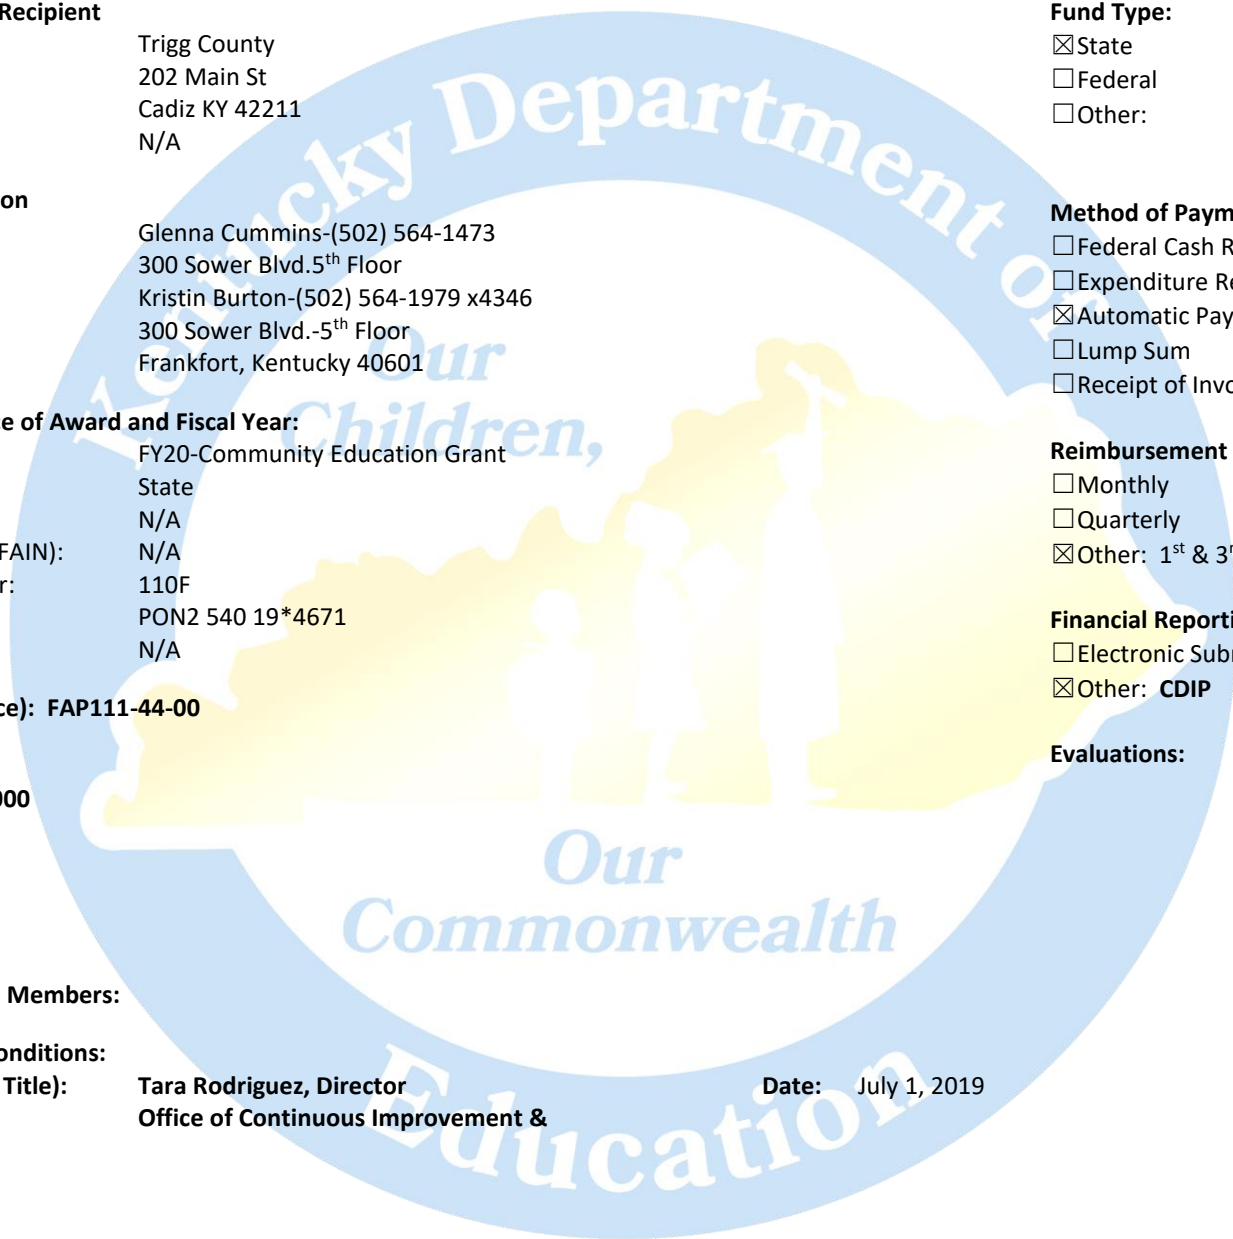 Recipient
Trigg County
202 Main St
Cadiz KY 42211
N/A
on
Glenna Cummins-(502) 564-1473
300 Sower Blvd.5th Floor
Kristin Burton-(502) 564-1979 x4346
300 Sower Blvd.-5th Floor
Frankfort, Kentucky 40601
e of Award and Fiscal Year:
FY20-Community Education Grant
State
N/A
FAIN): N/A
r: 110F
PON2 540 19*4671
N/A
ce): FAP111-44-00
000
Members:
onditions:
Title): Tara Rodriguez, Director Date: July 1, 2019
Office of Continuous Improvement &
Fund Type:
☒State
☐Federal
☐Other:
Method of Paym
☐Federal Cash R
☐Expenditure Re
☒Automatic Pay
☐Lump Sum
☐Receipt of Invo
Reimbursement
☐Monthly
☐Quarterly
☒Other: 1st & 3r
Financial Reporti
☐Electronic Sub
☒Other: CDIP
Evaluations:
Kentucky Department of
Education
Our
Children,
Our
Commonwealth